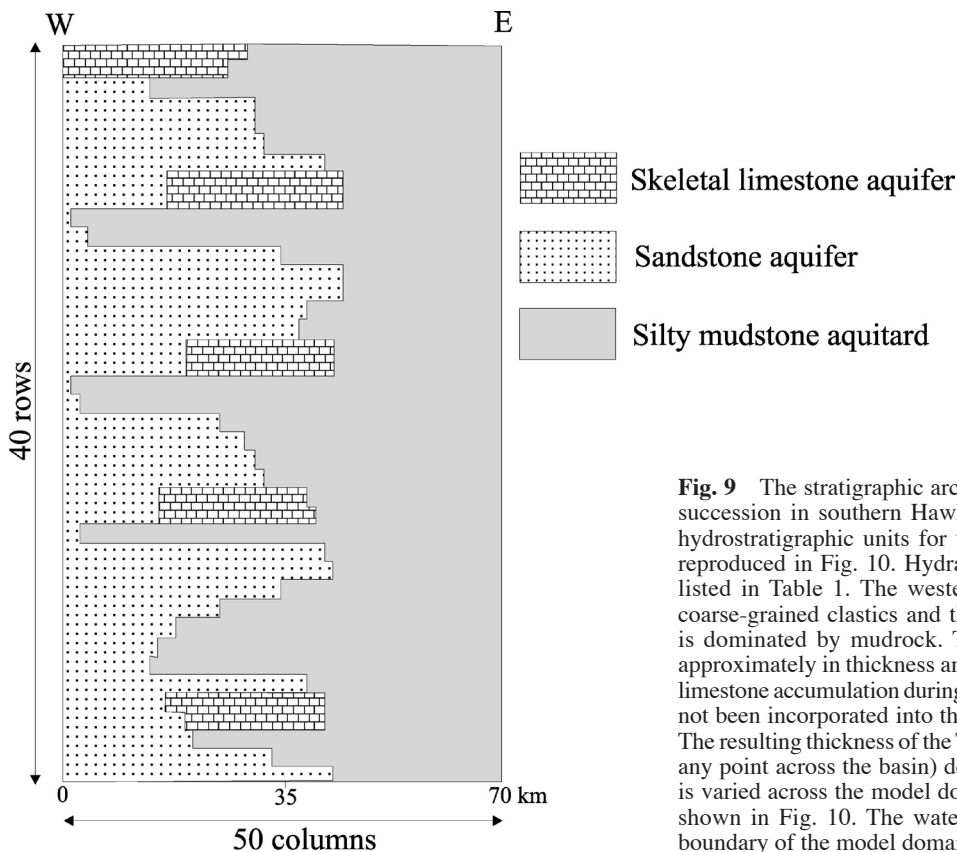 W
E
40 rows
Skeletal limestone aquifer
Sandstone aquifer
Silty mudstone aquitard
0
35
70 km
50 columns
Fig. 9 The stratigraphic arc
succession in southern Hawl
hydrostratigraphic units for
reproduced in Fig. 10. Hydra
listed in Table 1. The weste
coarse-grained clastics and th
is dominated by mudrock. T
approximately in thickness an
limestone accumulation during
not been incorporated into th
The resulting thickness of the
any point across the basin) de
is varied across the model do
shown in Fig. 10. The wate
boundary of the model domain